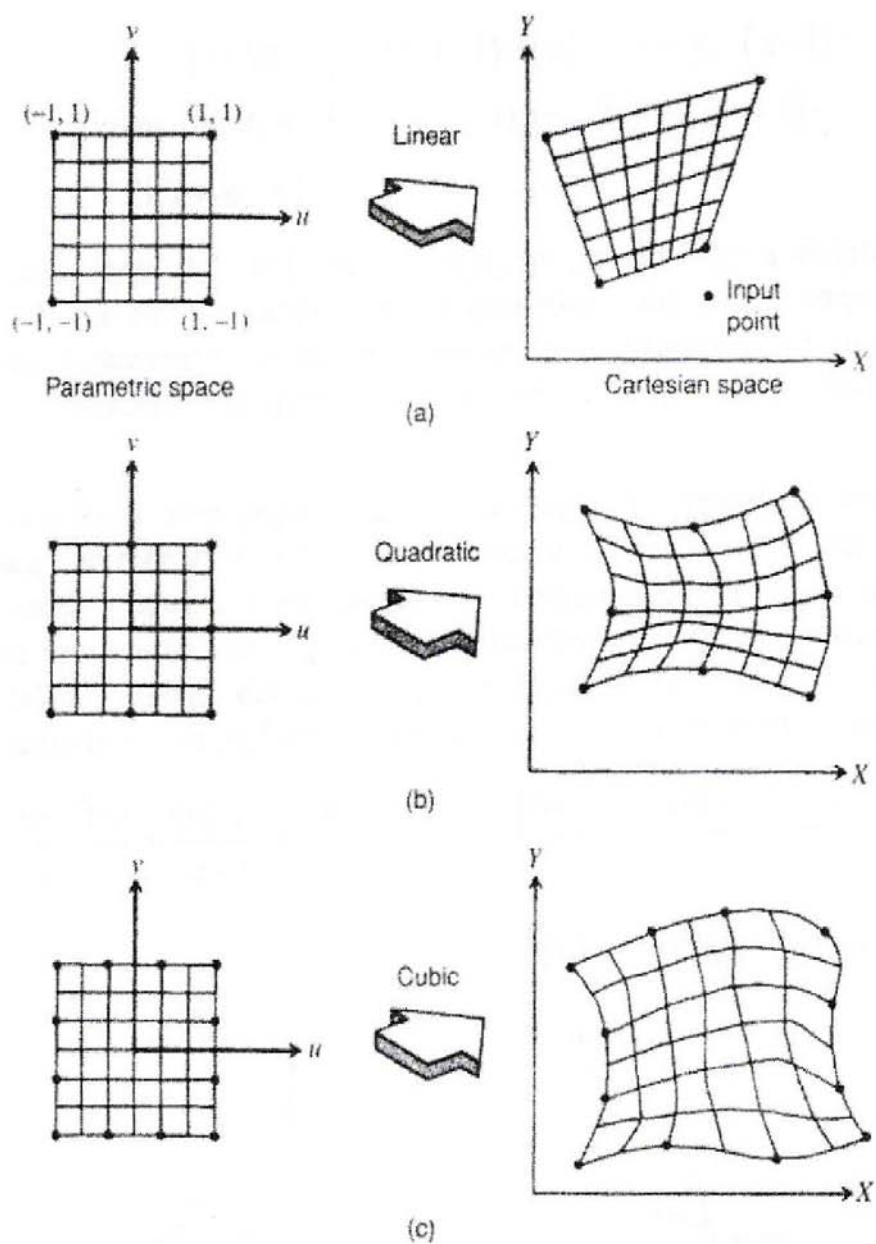 Y
v
(−1, 1) (1, 1)
Linear
u
Input
point
(−1, −1) (1, −1)
X
Parametric space Cartesian space
(a)
v
Y
Quadratic
u
X
(b)
v
Y
Cubic
u
X
(c)